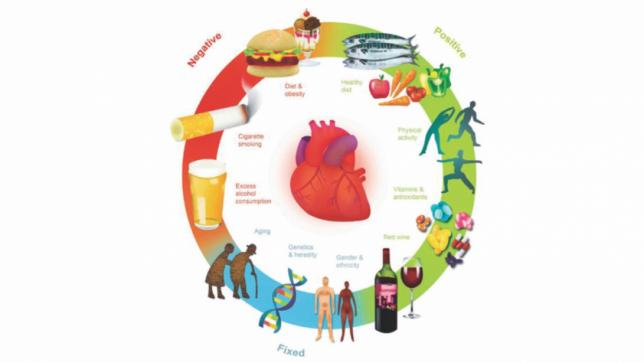 Negative
Positive
Diet &
obesity
Healthy
diet
Cigarette
smoking
Physical
activity
Excess
alcohol
consumption
Vitamins &
antioxidants
Aging
Red wine
Genetics
& heredity
Gender &
ethnicity
Fixed